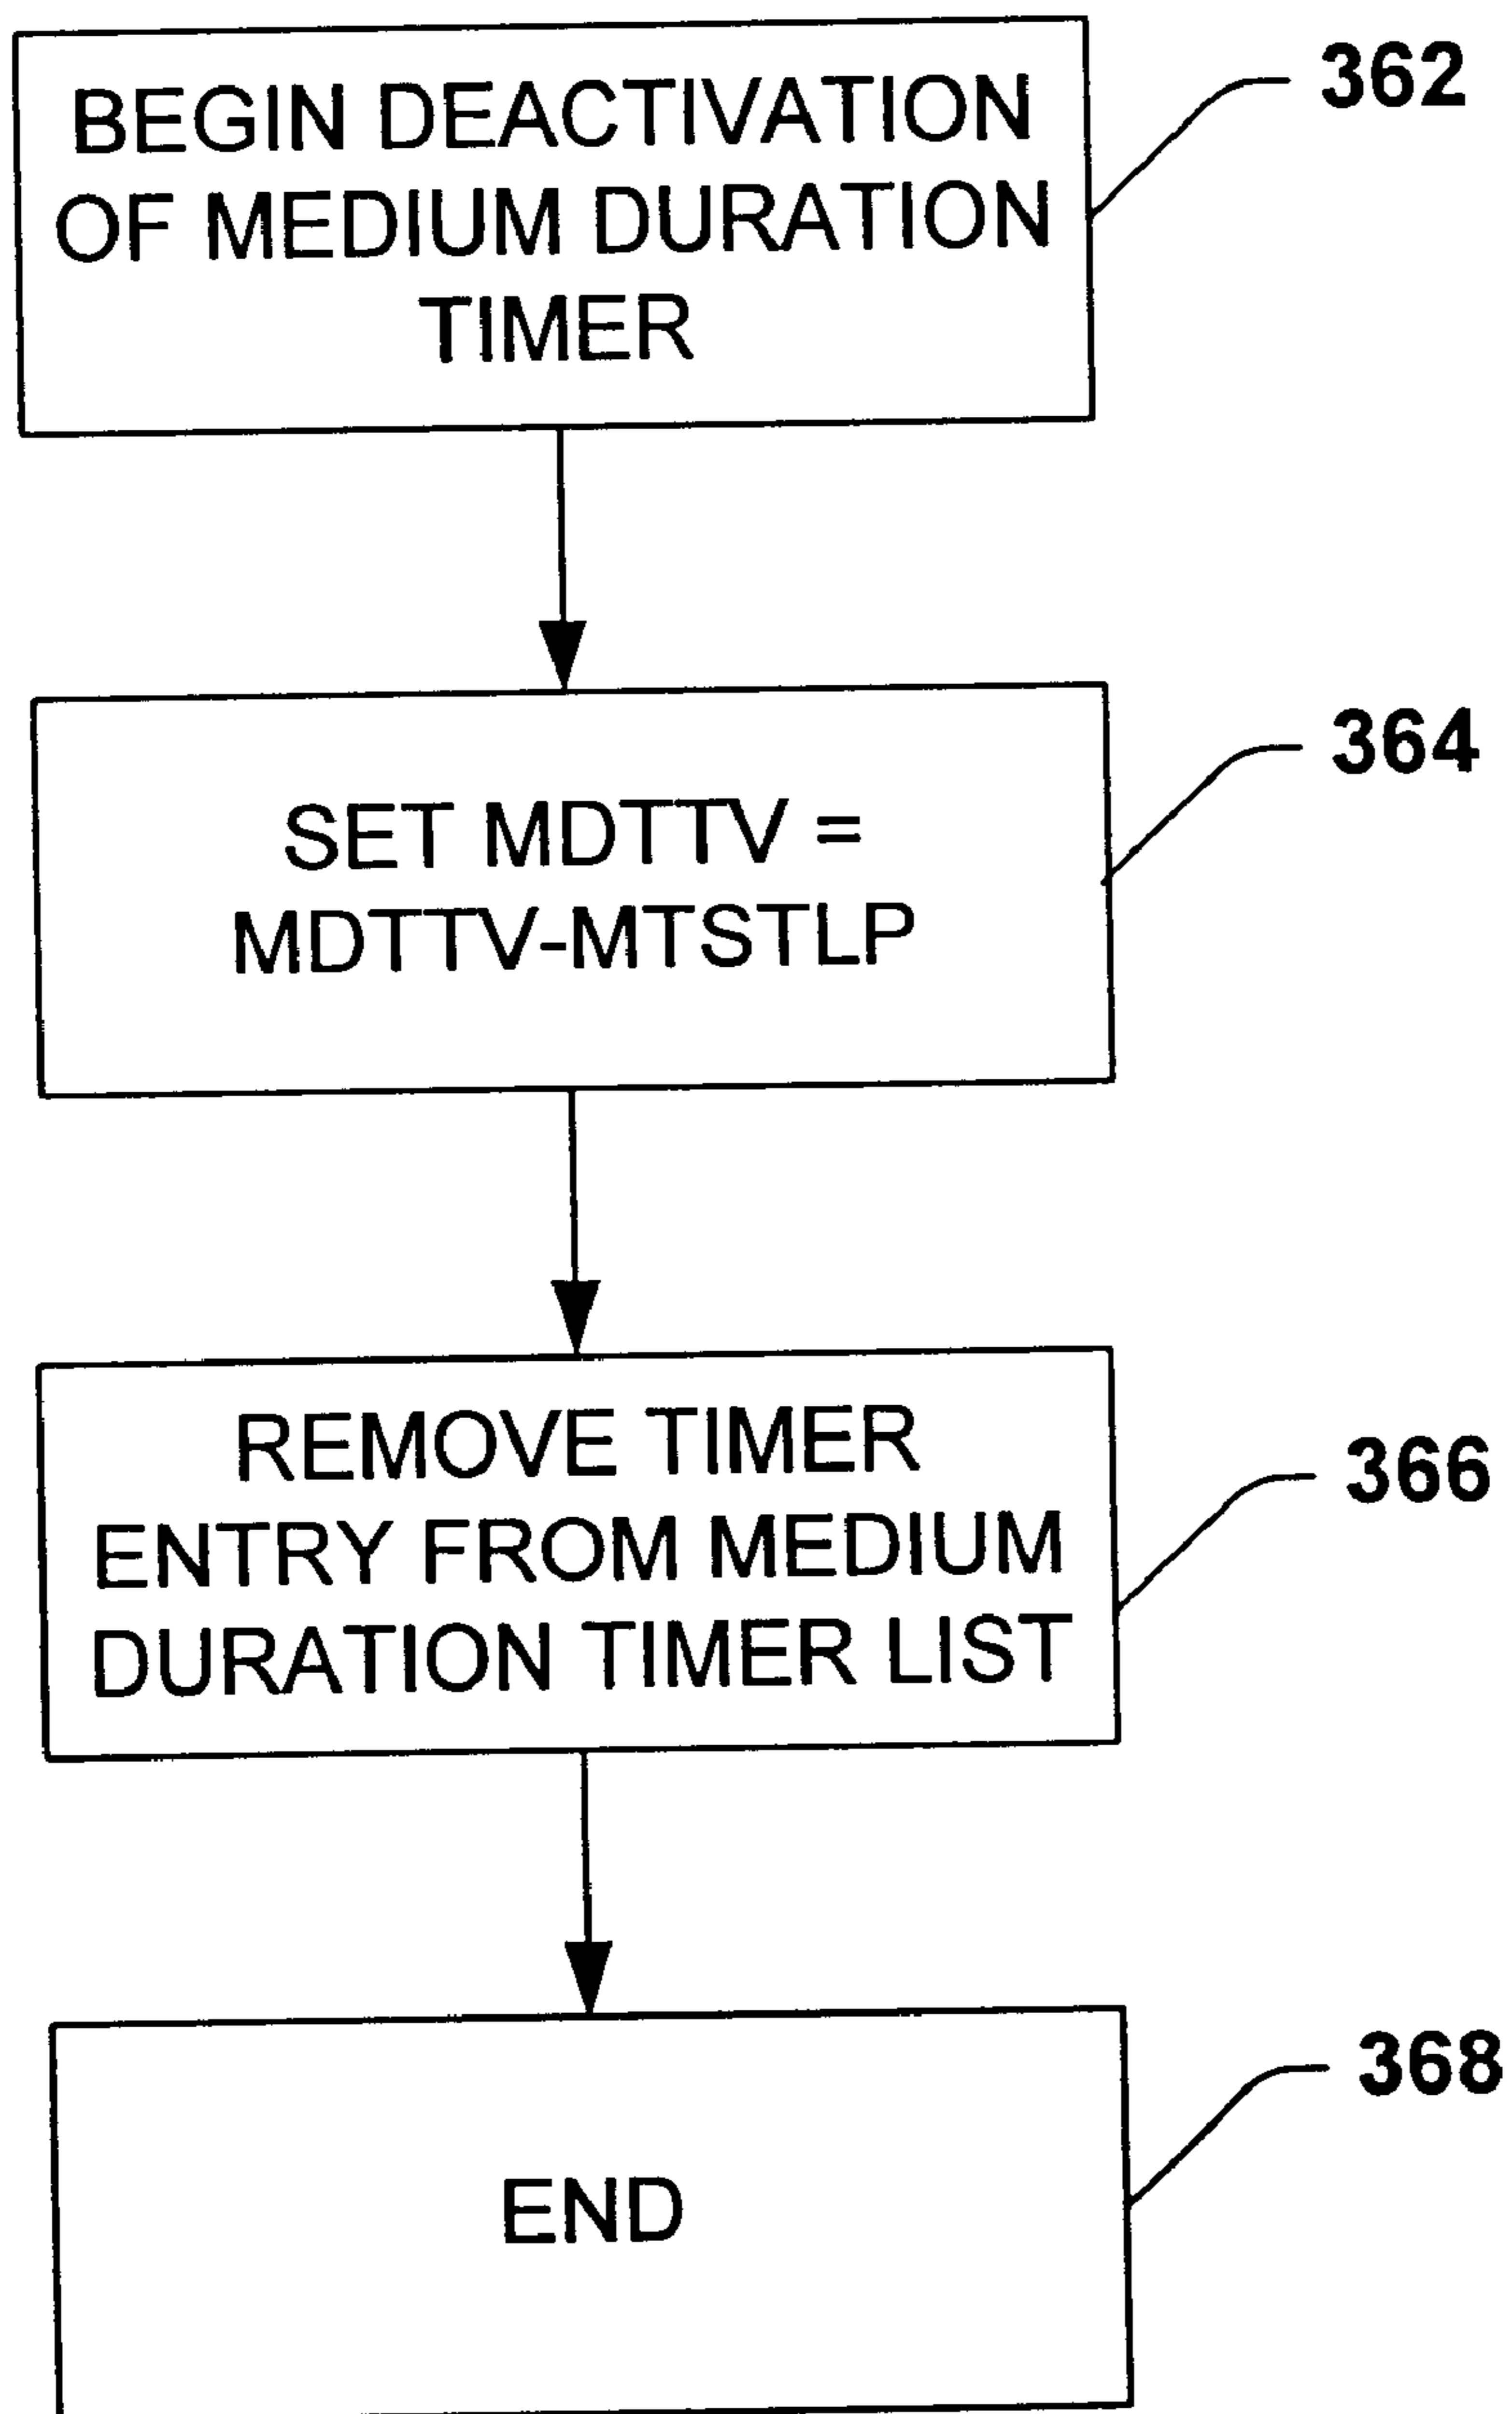 BEGIN DEACTIVATION
OF MEDIUM DURATION
TIMER
362
SET MDTTV =
MDTTV-MTSTLP
364
REMOVE TIMER
ENTRY FROM MEDIUM
DURATION TIMER LIST
366
END
368